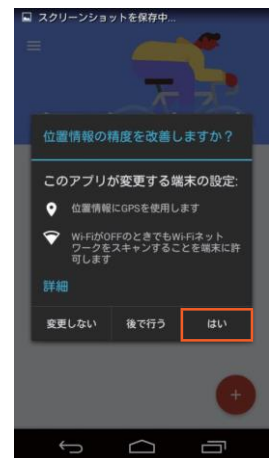 スクリーンショットを保存中...
位置情報の精度を改善しますか？
このアプリが変更する端末の設定:
位置情報にGPSを使用します
Wi-FiがOFFのときでもWi-Fiネット
ワークをスキャンすることを端末に許
可します
詳細
変更しない 後で行う はい